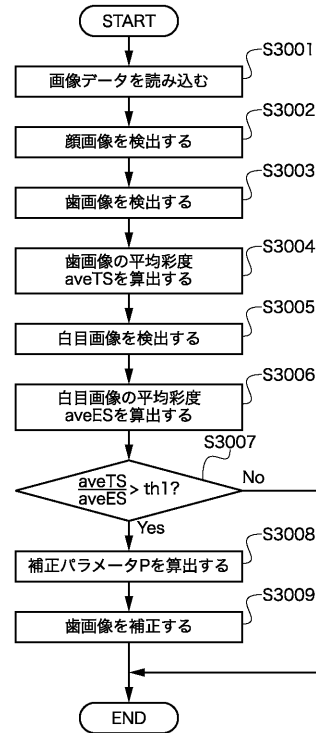 START
S3001
画像データを読み込む
S3002
顔画像を検出する
S3003
歯画像を検出する
S3004
歯画像の平均彩度
aveTSを算出する
S3005
白目画像を検出する
S3006
白目画像の平均彩度
aveESを算出する
S3007
aveTS
aveES
> th1?
No
Yes
S3008
補正パラメータPを算出する
S3009
歯画像を補正する
END